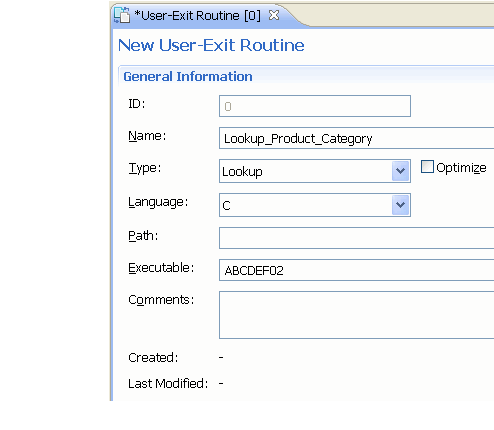 *User-Exit Routine [0]
New User-Exit Routine
General Information
ID: 0
Name: Lookup_Product_Category
Type: Lookup Optimize
Language: C
Path:
Executable: ABCDEF02
Comments:
Created: -
Last Modified: -